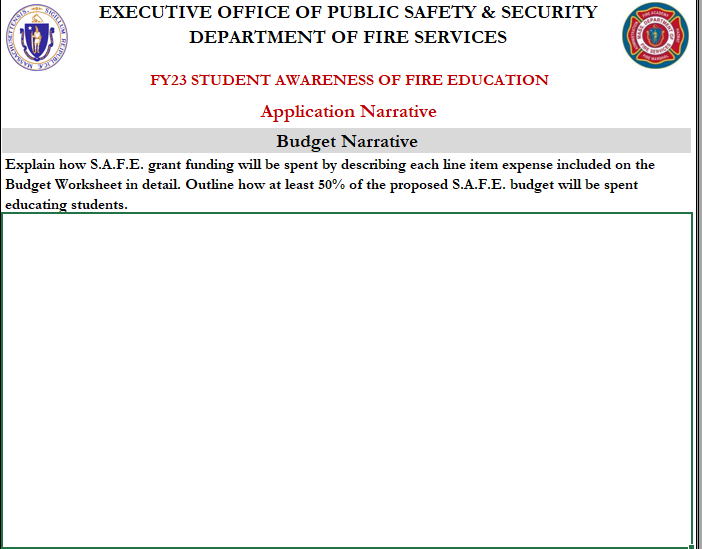 EXECUTIVE OFFICE OF PUBLIC SAFETY & SECURITY
DEPARTMENT OF FIRE SERVICES
FY23 STUDENT AWARENESS OF FIRE EDUCATION
Application Narrative
Budget Narrative
Explain how S.A.F.E. grant funding will be spent by describing each line item expense included on the
Budget Worksheet in detail. Outline how at least 50% of the proposed S.A.F.E. budget will be spent
educating students.